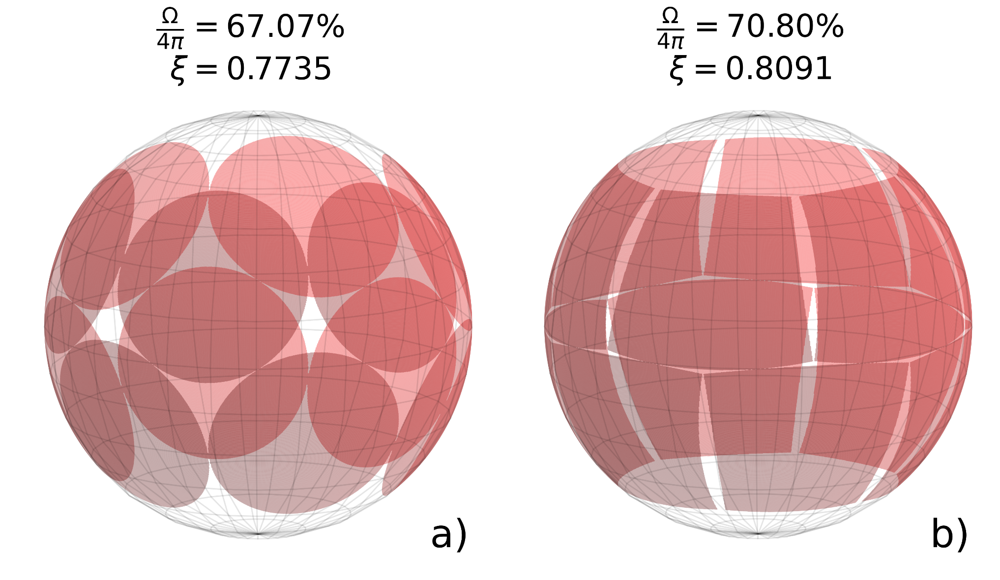 Ω/4π = 67.07%
ξ = 0.7735
Ω/4π = 70.80%
ξ = 0.8091
a)
b)